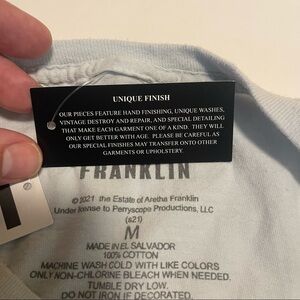 UNIQUE FINISH
OUR PIECES FEATURE HAND FINISHING, UNIQUE WASHES,
VINTAGE DESTROY AND REPAIR, AND SPECIAL DETAILING
THAT MAKE EACH GARMENT ONE OF A KIND. THEY WILL
ONLY GET BETTER WITH AGE. PLEASE BE CAREFUL AS
OUR SPECIAL FINISHES MAY TRANSFER ONTO OTHER
GARMENTS OR UPHOLSTERY.
FRANKLIN
©2021 the Estate of Aretha Franklin
Under license to Perryscope Productions, LLC
(s21)
M
MADE IN EL SALVADOR
100% COTTON
MACHINE WASH COLD WITH LIKE COLORS
ONLY NON-CHLORINE BLEACH WHEN NEEDED.
TUMBLE DRY LOW.
DO NOT IRON IF DECORATED.